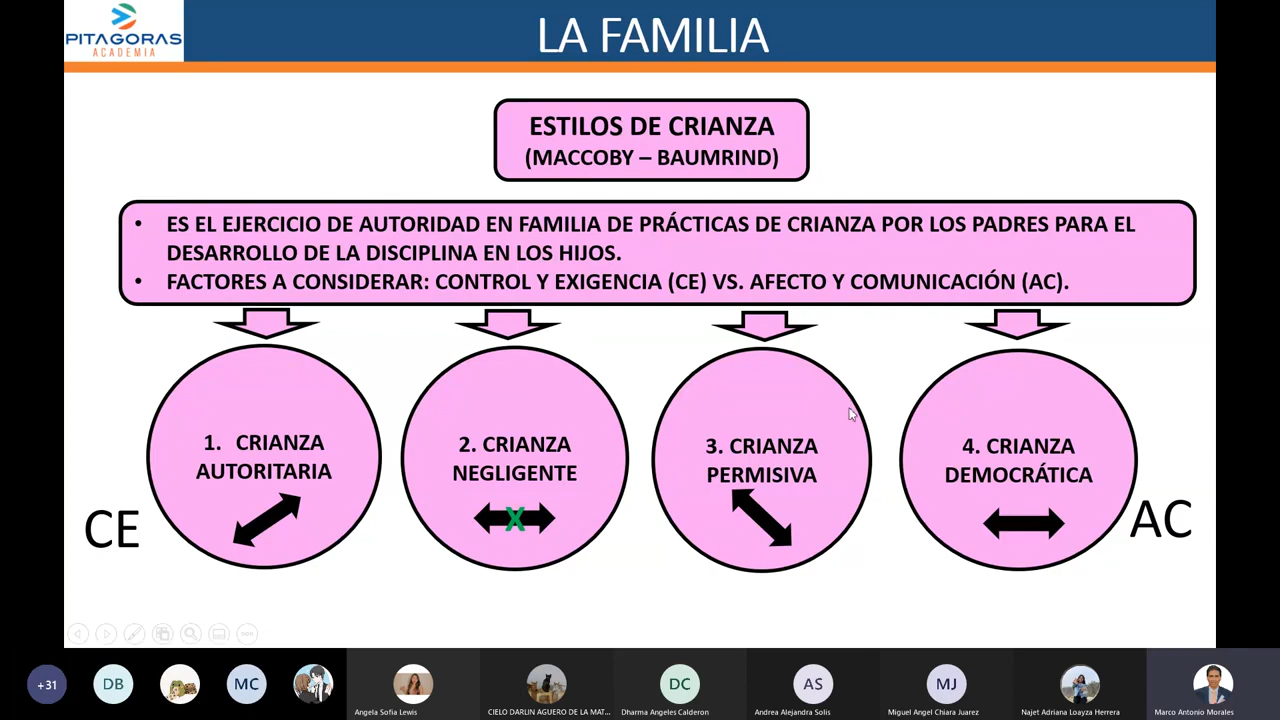 PITAGORAS
ACADEMIA
LA FAMILIA
ESTILOS DE CRIANZA
(MACCOBY – BAUMRIND)
• ES EL EJERCICIO DE AUTORIDAD EN FAMILIA DE PRÁCTICAS DE CRIANZA POR LOS PADRES PARA EL
DESARROLLO DE LA DISCIPLINA EN LOS HIJOS.
• FACTORES A CONSIDERAR: CONTROL Y EXIGENCIA (CE) VS. AFECTO Y COMUNICACIÓN (AC).
1. CRIANZA
AUTORITARIA
2. CRIANZA
NEGLIGENTE
X
3. CRIANZA
PERMISIVA
4. CRIANZA
DEMOCRÁTICA
CE
AC
+31
DB
MC
Angela Sofia Lewis
CIELO DARLIN AGUERO DE LA MAT...
DC
Dharma Angeles Calderon
AS
Andrea Alejandra Solis
MJ
Miguel Angel Chiara Juarez
Najet Adriana Loayza Herrera
Marco Antonio Morales